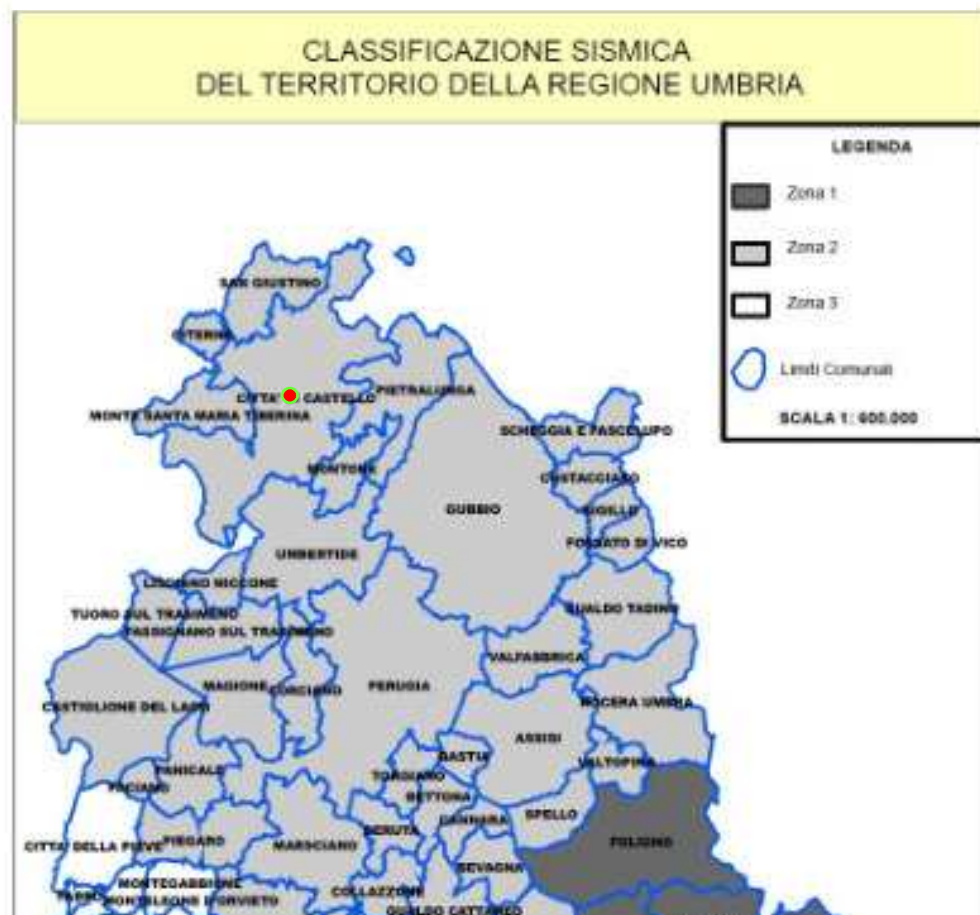 CLASSIFICAZIONE SISMICA
DEL TERRITORIO DELLA REGIONE UMBRIA
LEGENDA
Zona 1
Zona 2
Zona 3
Limiti Comunali
SCALA 1: 600.000
SAN GIUSTINO
CITERNA
CITTA' CASTELLO
PIETRALUNGA
MONTE SANTA MARIA TIBERINA
SCHEGGIA E PASCELUPO
MONTONE
COSTACCIARO
GUBBIO
SIGILLO
FOSSATO DI VICO
UMBERTIDE
LISCIANO NICCONE
TUORO SUL TRASIMENO
GUALDO TADINO
PASSIGNANO SUL TRASIMENO
VALFABBRICA
MAGIONE
CORCIANO
PERUGIA
CASTIGLIONE DEL LAGO
NOCERA UMBRA
ASSISI
BASTIA
VALTOPINA
PANICALE
TORGIANO
PACIANO
BETTONA
SPELLO
CANNARA
DERUTA
FOLIGNO
CITTA' DELLA PIEVE
PIEGARO
MARSCIANO
BEVAGNA
MONTEGABBIONE
COLLAZZONE
MONTELEONE D'ORVIETO
GUALDO CATTANEO